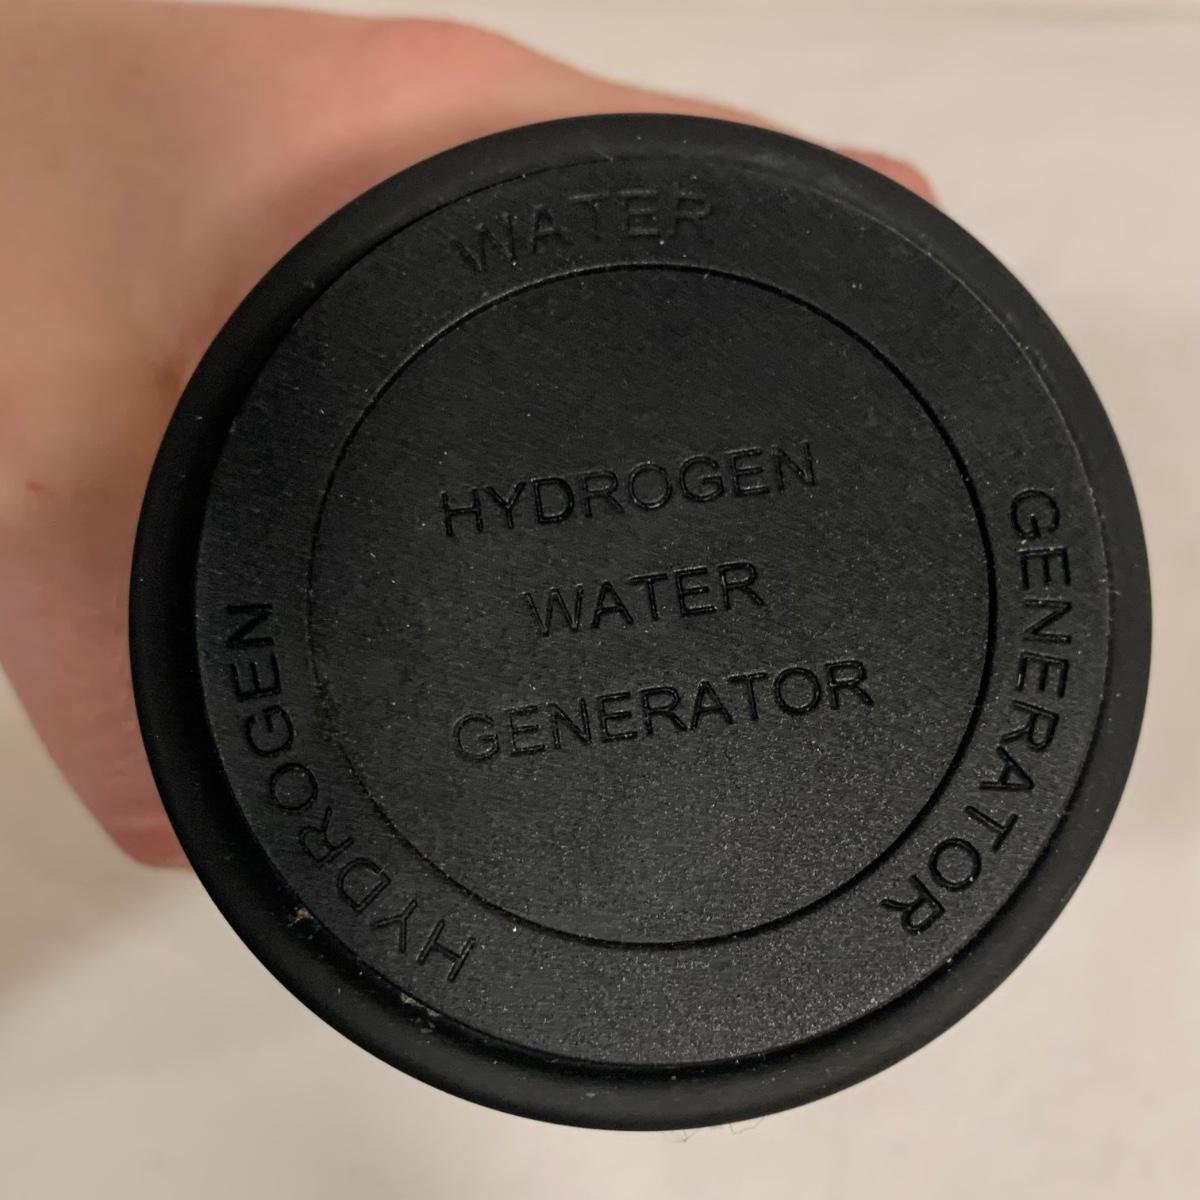 HYDROGEN WATER GENERATOR
HYDROGEN
WATER
GENERATOR